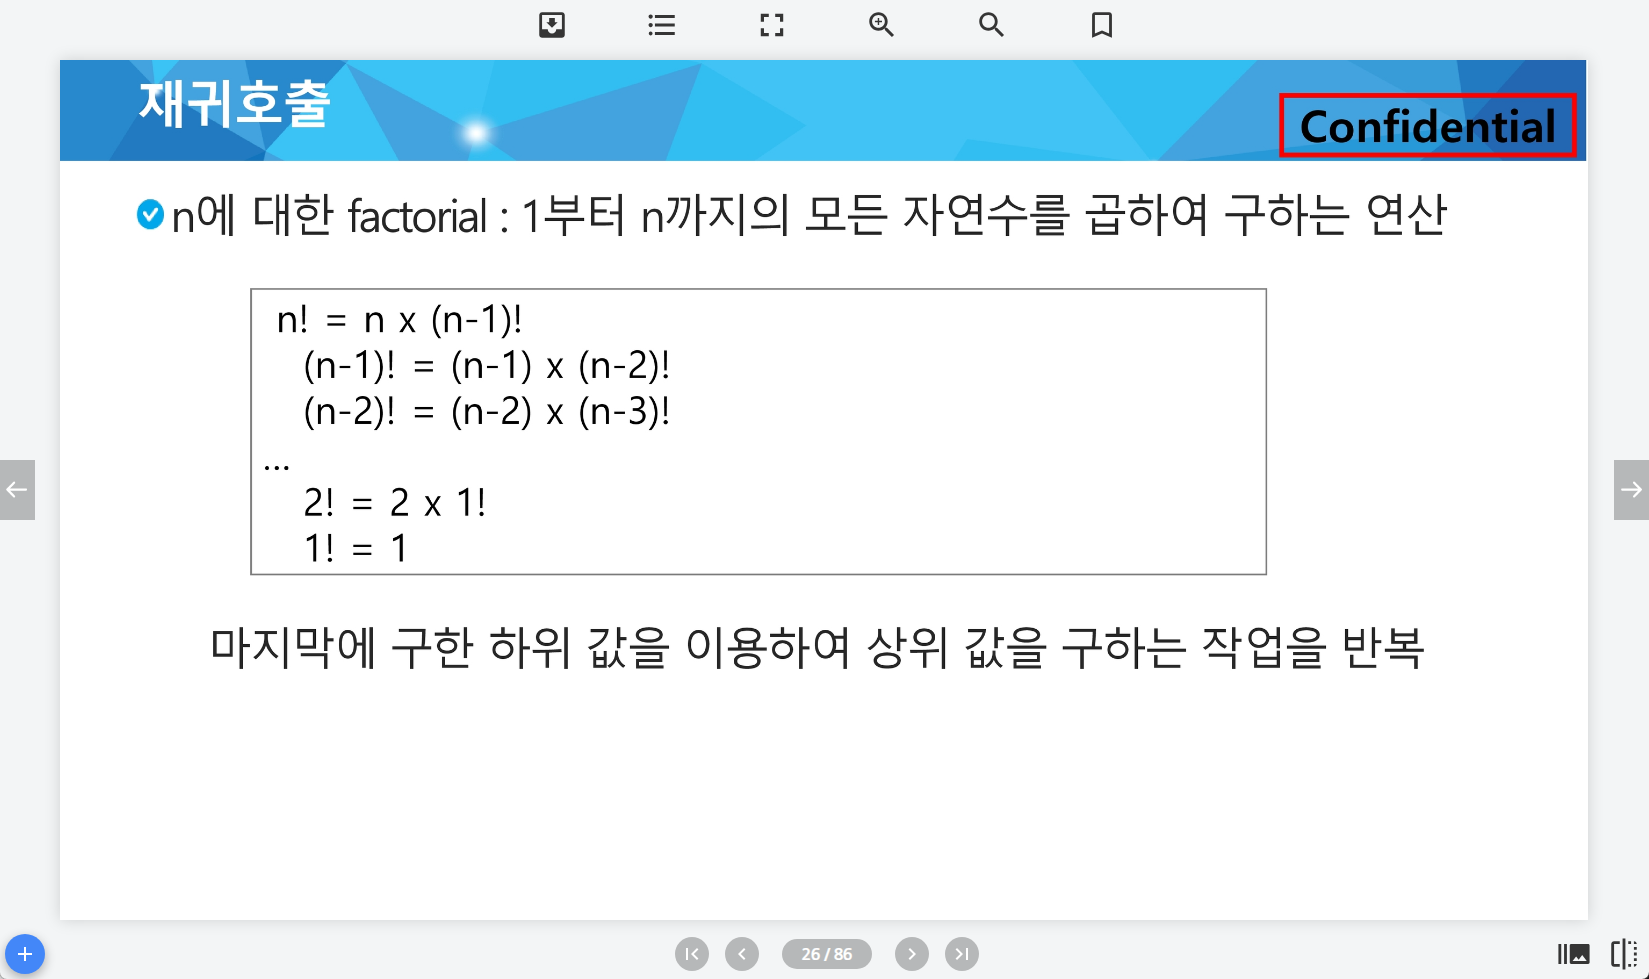 재귀호출
Confidential
n에 대한 factorial : 1부터 n까지의 모든 자연수를 곱하여 구하는 연산
n! = n x (n-1)!
(n-1)! = (n-1) x (n-2)!
(n-2)! = (n-2) x (n-3)!
...
2! = 2 x 1!
1! = 1
마지막에 구한 하위 값을 이용하여 상위 값을 구하는 작업을 반복
26 / 86